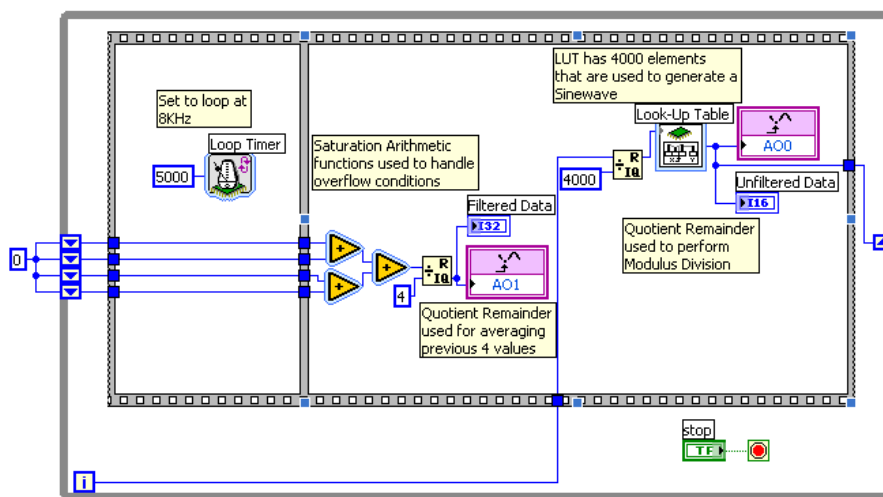 LUT has 4000 elements
that are used to generate a
Sinewave
Set to loop at
8KHz
Look-Up Table
Loop Timer
Saturation Arithmetic
functions used to handle
overflow conditions
AO0
5000
R
IQ
4000
Unfiltered Data
I16
Filtered Data
I32
Quotient Remainder
used to perform
Modulus Division
0
R
IQ
AO1
4
Quotient Remainder
used for averaging
previous 4 values
stop
TF
i